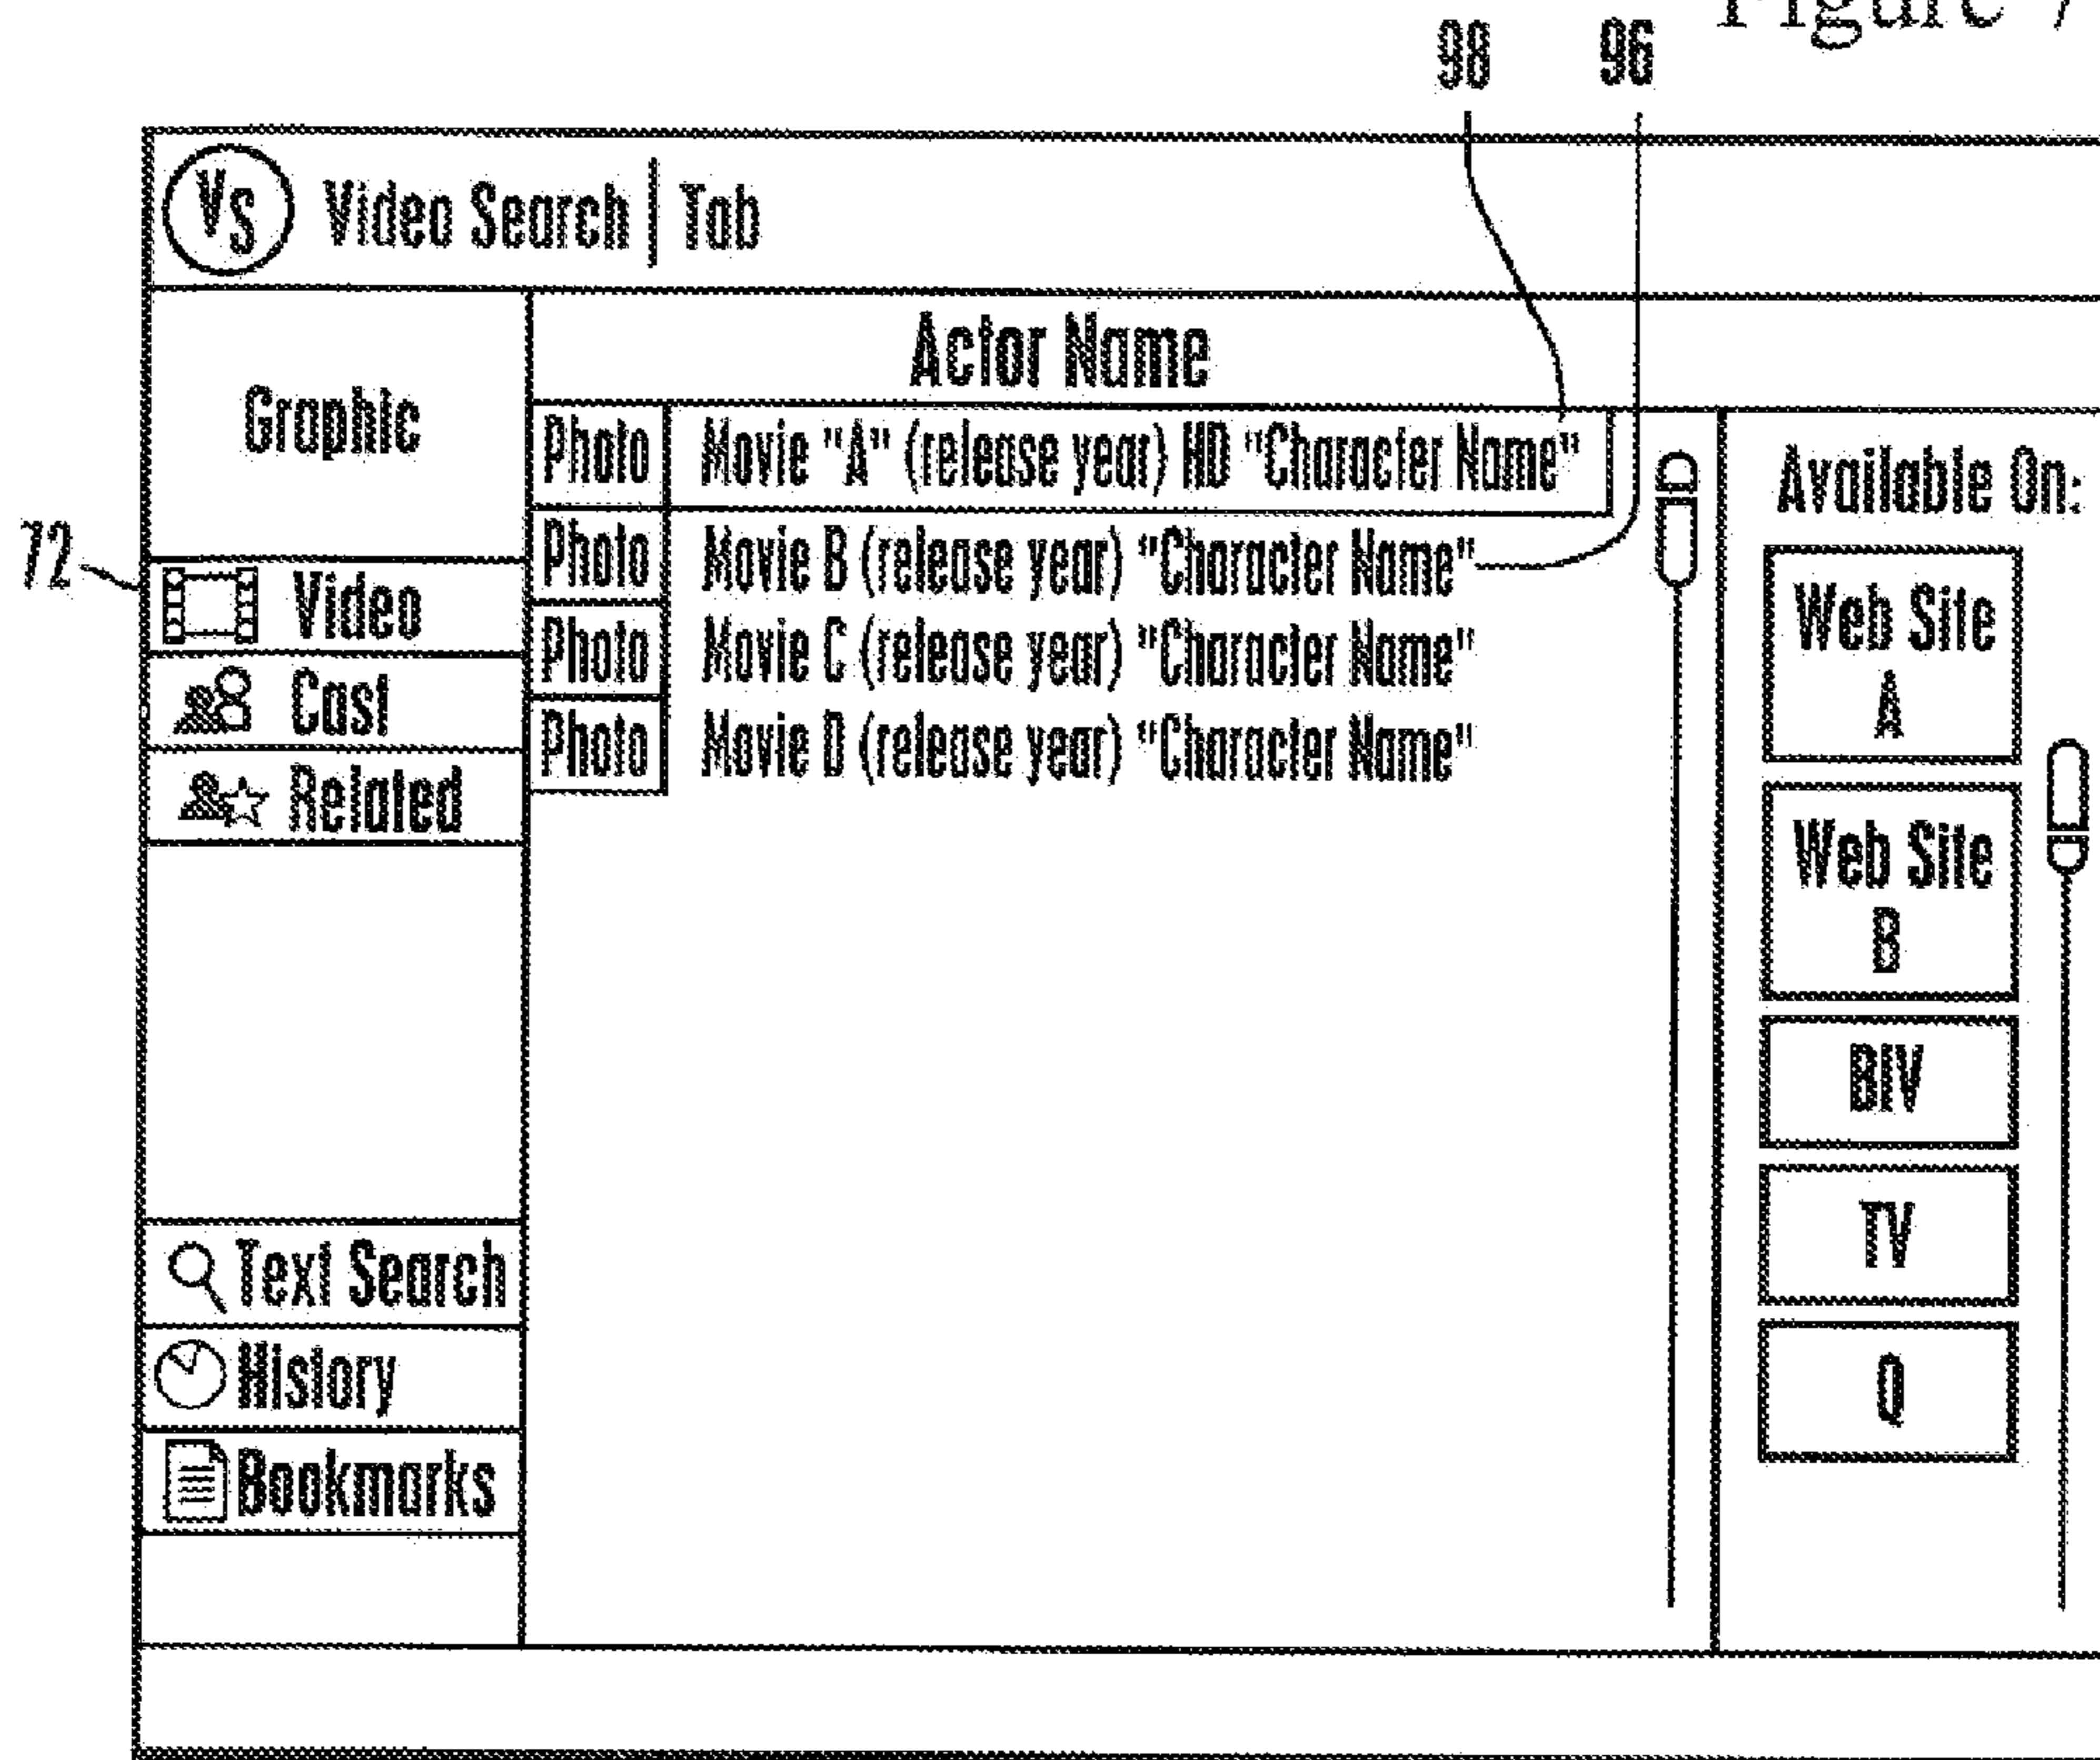 Figure 7
98 96
VS Video Search | Tab
Graphic
Actor Name
Photo Movie "A" (release year) HD "Character Name"
Photo Movie B (release year) "Character Name"
Photo Movie C (release year) "Character Name"
Photo Movie D (release year) "Character Name"
72
Video
Cast
Related
Text Search
History
Bookmarks
Available On:
Web Site
A
Web Site
B
BIV
TV
Q